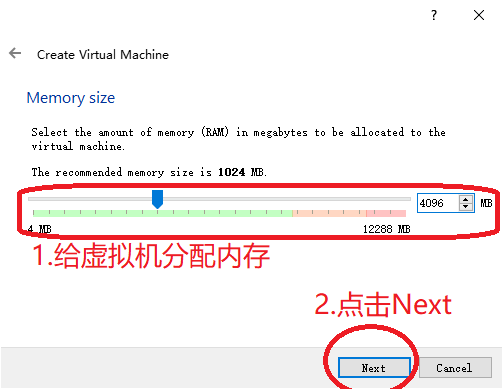 ?
Create Virtual Machine
Memory size
Select the amount of memory (RAM) in megabytes to be allocated to the
virtual machine.
The recommended memory size is 1024 MB.
4096 MB
4 MB 12288 MB
1.给虚拟机分配内存
2.点击Next
Next Cancel